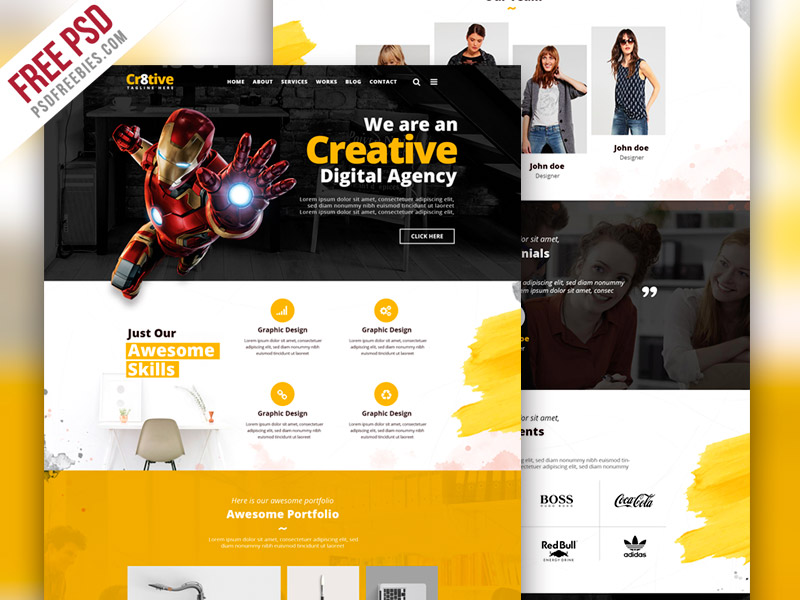 FREE PSD
PSDFREEBIES.COM
Cr8tive
TAGLINE HERE
HOME ABOUT SERVICES WORKS BLOG CONTACT
We are an
Creative
Digital Agency
Lorem ipsum dolor sit amet, consectetuer adipiscing elit,
sed diam nonummy nibh euismod tincidunt ut laoreet
Lorem ipsum dolor sit amet, consectetuer adipiscing elit,
CLICK HERE
Just Our
Awesome
Skills
Graphic Design
Lorem ipsum dolor sit amet, consectetuer
adipiscing elit, sed diam nonummy nibh
euismod tincidunt ut laoreet
Graphic Design
Lorem ipsum dolor sit amet, consectetuer
adipiscing elit, sed diam nonummy nibh
euismod tincidunt ut laoreet
Graphic Design
Lorem ipsum dolor sit amet, consectetuer
adipiscing elit, sed diam nonummy nibh
euismod tincidunt ut laoreet
Graphic Design
Lorem ipsum dolor sit amet, consectetuer
adipiscing elit, sed diam nonummy nibh
euismod tincidunt ut laoreet
Here is our awesome portfolio
Awesome Portfolio
Lorem ipsum dolor sit amet, consectetuer adipiscing elit,
sed diam nonummy nibh euismod tincidunt ut laoreet
John doe
Designer
John doe
Designer
or sit amet,
nials
adipiscing elit, sed diam nonummy
em ipsum dolor sit amet, consec
oe
or sit amet,
ents
adipiscing elit, sed diam nonummy nibh euismod tin-
consectetuer adipiscing elit, sed diam nonummy
BOSS
HUGO BOSS
Coca-Cola
Red Bull
ENERGY DRINK
adidas